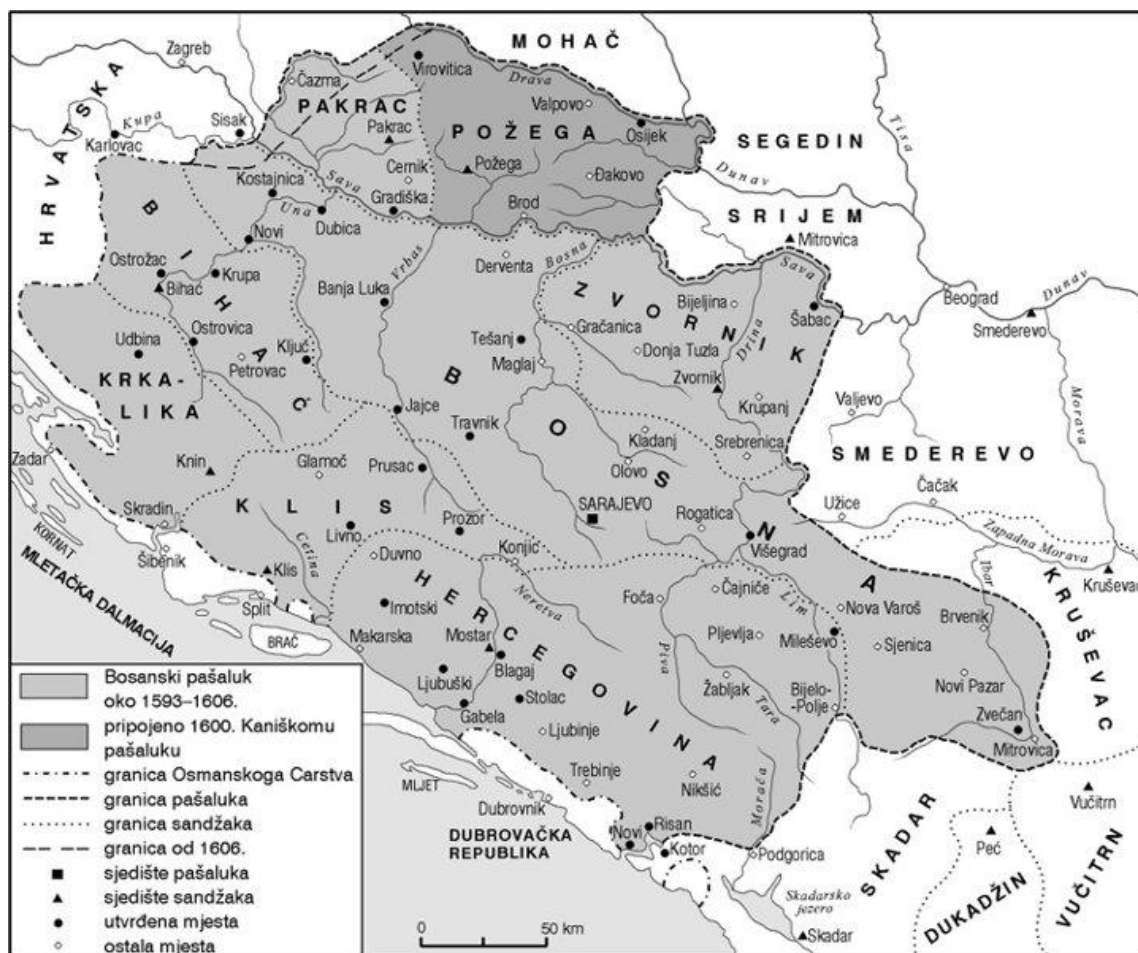 MOHAČ
Zagreb
Virovitica
Drava
Čazma
Valpovo
HRVATSKA
PAKRAC
Pakrac
POŽEGA
Osijek
SEGEDIN
Tisa
Kupa
Sisak
Karlovac
Požega
Đakovo
Dunav
Cernik
Kostajnica
Sava
Gradiška
Brod
SRIJEM
Una
Dubica
Mitrovica
Novi
BIHAĆ
Derventa
Bosna
Vrbas
Sava
Ostrožac
Krupa
Bihać
Banja Luka
ZVORNIK
Bijeljina
Beograd
Dunav
Šabac
Smederevo
Gračanica
Drina
Udbina
Ostrovica
Ključ
Petrovac
Tešanj
Maglaj
Donja Tuzla
Zvornik
KRKA-
LIKA
BOSNA
Krupanj
Valjevo
Morava
Jajce
Travnik
Kladanj
Srebrenica
Olovo
SMEDEREVO
Zadar
Knin
Glamoč
Prusac
Čačak
Užice
SARAJEVO
Rogatica
Skradin
KLIS
Livno
Prozor
Višegrad
Zapadna Morava
KORNAT
Šibenik
Cetina
Duvno
Konjic
Ibar
Kruševac
Klis
HERCEGOVINA
Neretva
Čajniče
Foča
Lim
Nova Varoš
KRUŠEVAC
MLETAČKA DALMACIJA
Split
Imotski
Brvenik
Makarska
Mostar
Pljevlja
Mileševo
Sjenica
BRAČ
Blagaj
Piva
Ljubuški
Stolac
Žabljak
Bijelo-
Polje
Novi Pazar
Gabela
Tara
Zvečan
Ljubinje
Mitrovica
MLJET
Trebinje
Nikšić
Morača
Dubrovnik
Vučitrn
DUBROVAČKA
REPUBLIKA
Risan
Novi
Kotor
Podgorica
SKADAR
Peć
Skadarsko
jezero
DUKADŽIN
VUČITRN
Skadar
Bosanski pašaluk
oko 1593–1606.
pripojeno 1600. Kaniškomu
pašaluku
granica Osmanskoga Carstva
granica pašaluka
granica sandžaka
granica od 1606.
sjedište pašaluka
sjedište sandžaka
utvrđena mjesta
ostala mjesta
0 50 km